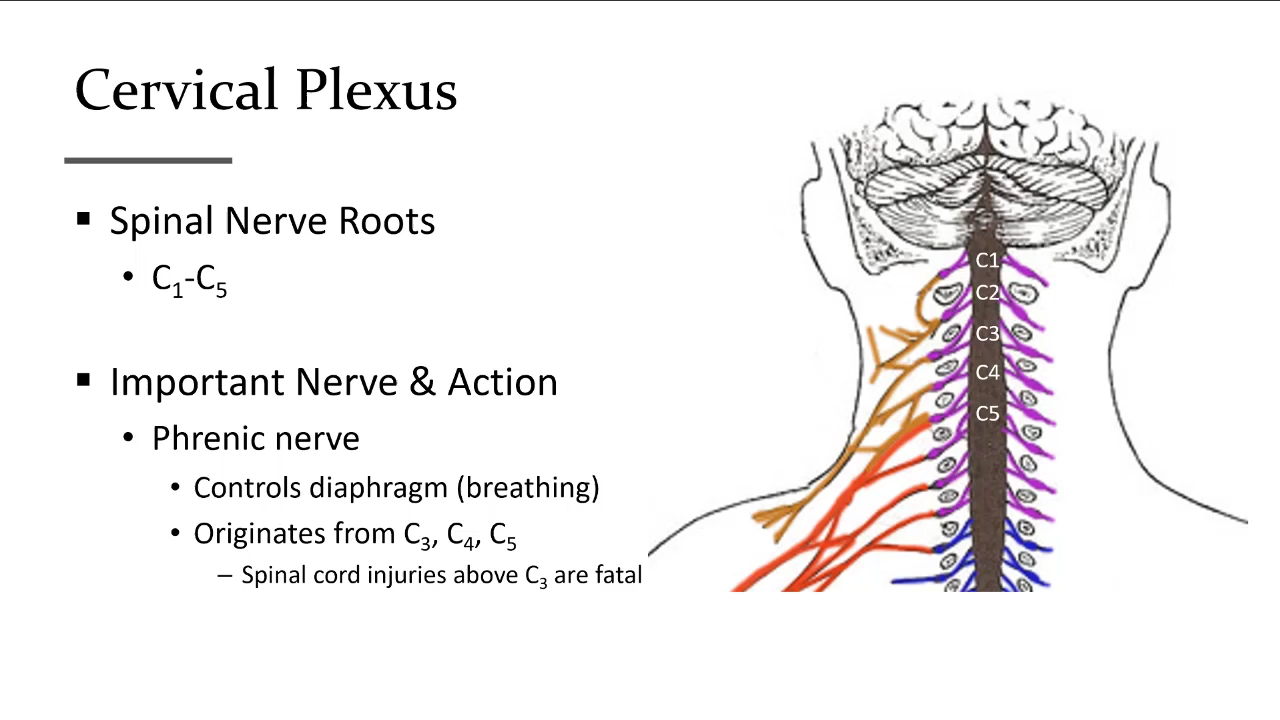 Cervical Plexus
▪ Spinal Nerve Roots
• C₁-C₅
▪ Important Nerve & Action
• Phrenic nerve
• Controls diaphragm (breathing)
• Originates from C₃, C₄, C₅
– Spinal cord injuries above C₃ are fatal
C1
C2
C3
C4
C5